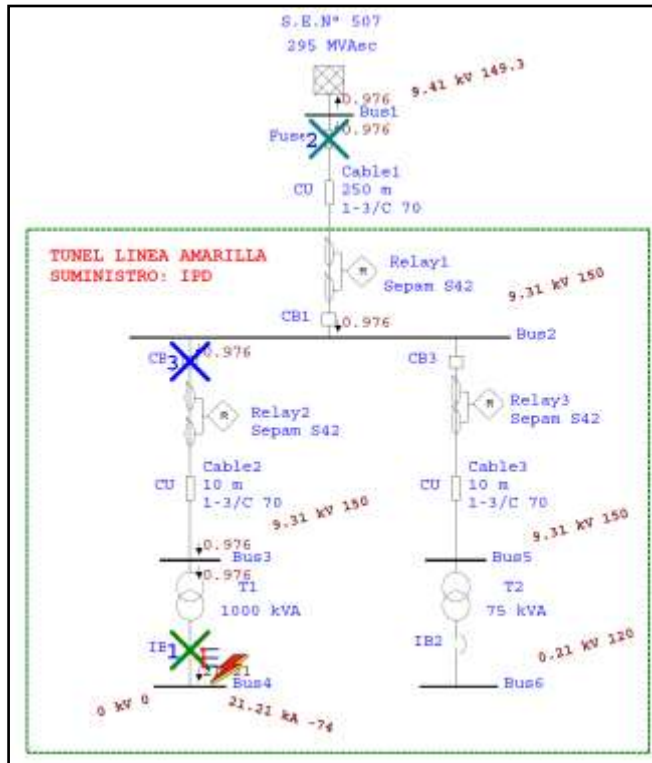 S.E.N° 507
295 MVAsc
9.41 kV 149.3
0.976
Bus1
Fuse
2
0.976
Cable1
CU
250 m
1-3/C 70
TUNEL LINEA AMARILLA
SUMINISTRO: IPD
R
Relay1
Sepam S42
9.31 kV 150
CB1
0.976
Bus2
CB
3
0.976
CB3
R
Relay2
Sepam S42
R
Relay3
Sepam S42
Cable2
CU
10 m
1-3/C 70
Cable3
CU
10 m
1-3/C 70
9.31 kV 150
9.31 kV 150
0.976
Bus3
0.976
Bus5
T1
1000 kVA
T2
75 kVA
IB
1
IB2
0.21 kV 120
0 kV 0
Bus4
21.21 kA -74
Bus6